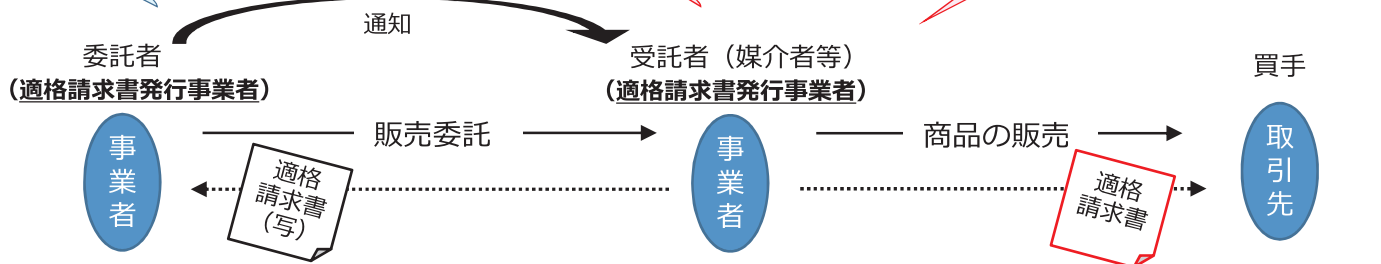 通知
委託者
（適格請求書発行事業者）
受託者（媒介者等）
（適格請求書発行事業者）
買手
事業者
販売委託
適格
請求書
（写）
事業者
商品の販売
適格
請求書
取引先